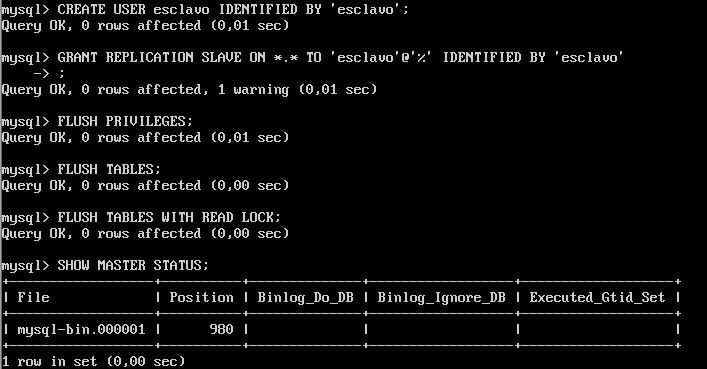 mysql> CREATE USER esclavo IDENTIFIED BY 'esclavo';
Query OK, 0 rows affected (0,01 sec)

mysql> GRANT REPLICATION SLAVE ON *.* TO 'esclavo'@'%' IDENTIFIED BY 'esclavo'
    -> ;
Query OK, 0 rows affected, 1 warning (0,01 sec)

mysql> FLUSH PRIVILEGES;
Query OK, 0 rows affected (0,01 sec)

mysql> FLUSH TABLES;
Query OK, 0 rows affected (0,00 sec)

mysql> FLUSH TABLES WITH READ LOCK;
Query OK, 0 rows affected (0,00 sec)

mysql> SHOW MASTER STATUS;
+------------------+----------+--------------+------------------+-------------------+
| File             | Position | Binlog_Do_DB | Binlog_Ignore_DB | Executed_Gtid_Set |
+------------------+----------+--------------+------------------+-------------------+
| mysql-bin.000001 |      980 |              |                  |                   |
+------------------+----------+--------------+------------------+-------------------+
1 row in set (0,00 sec)